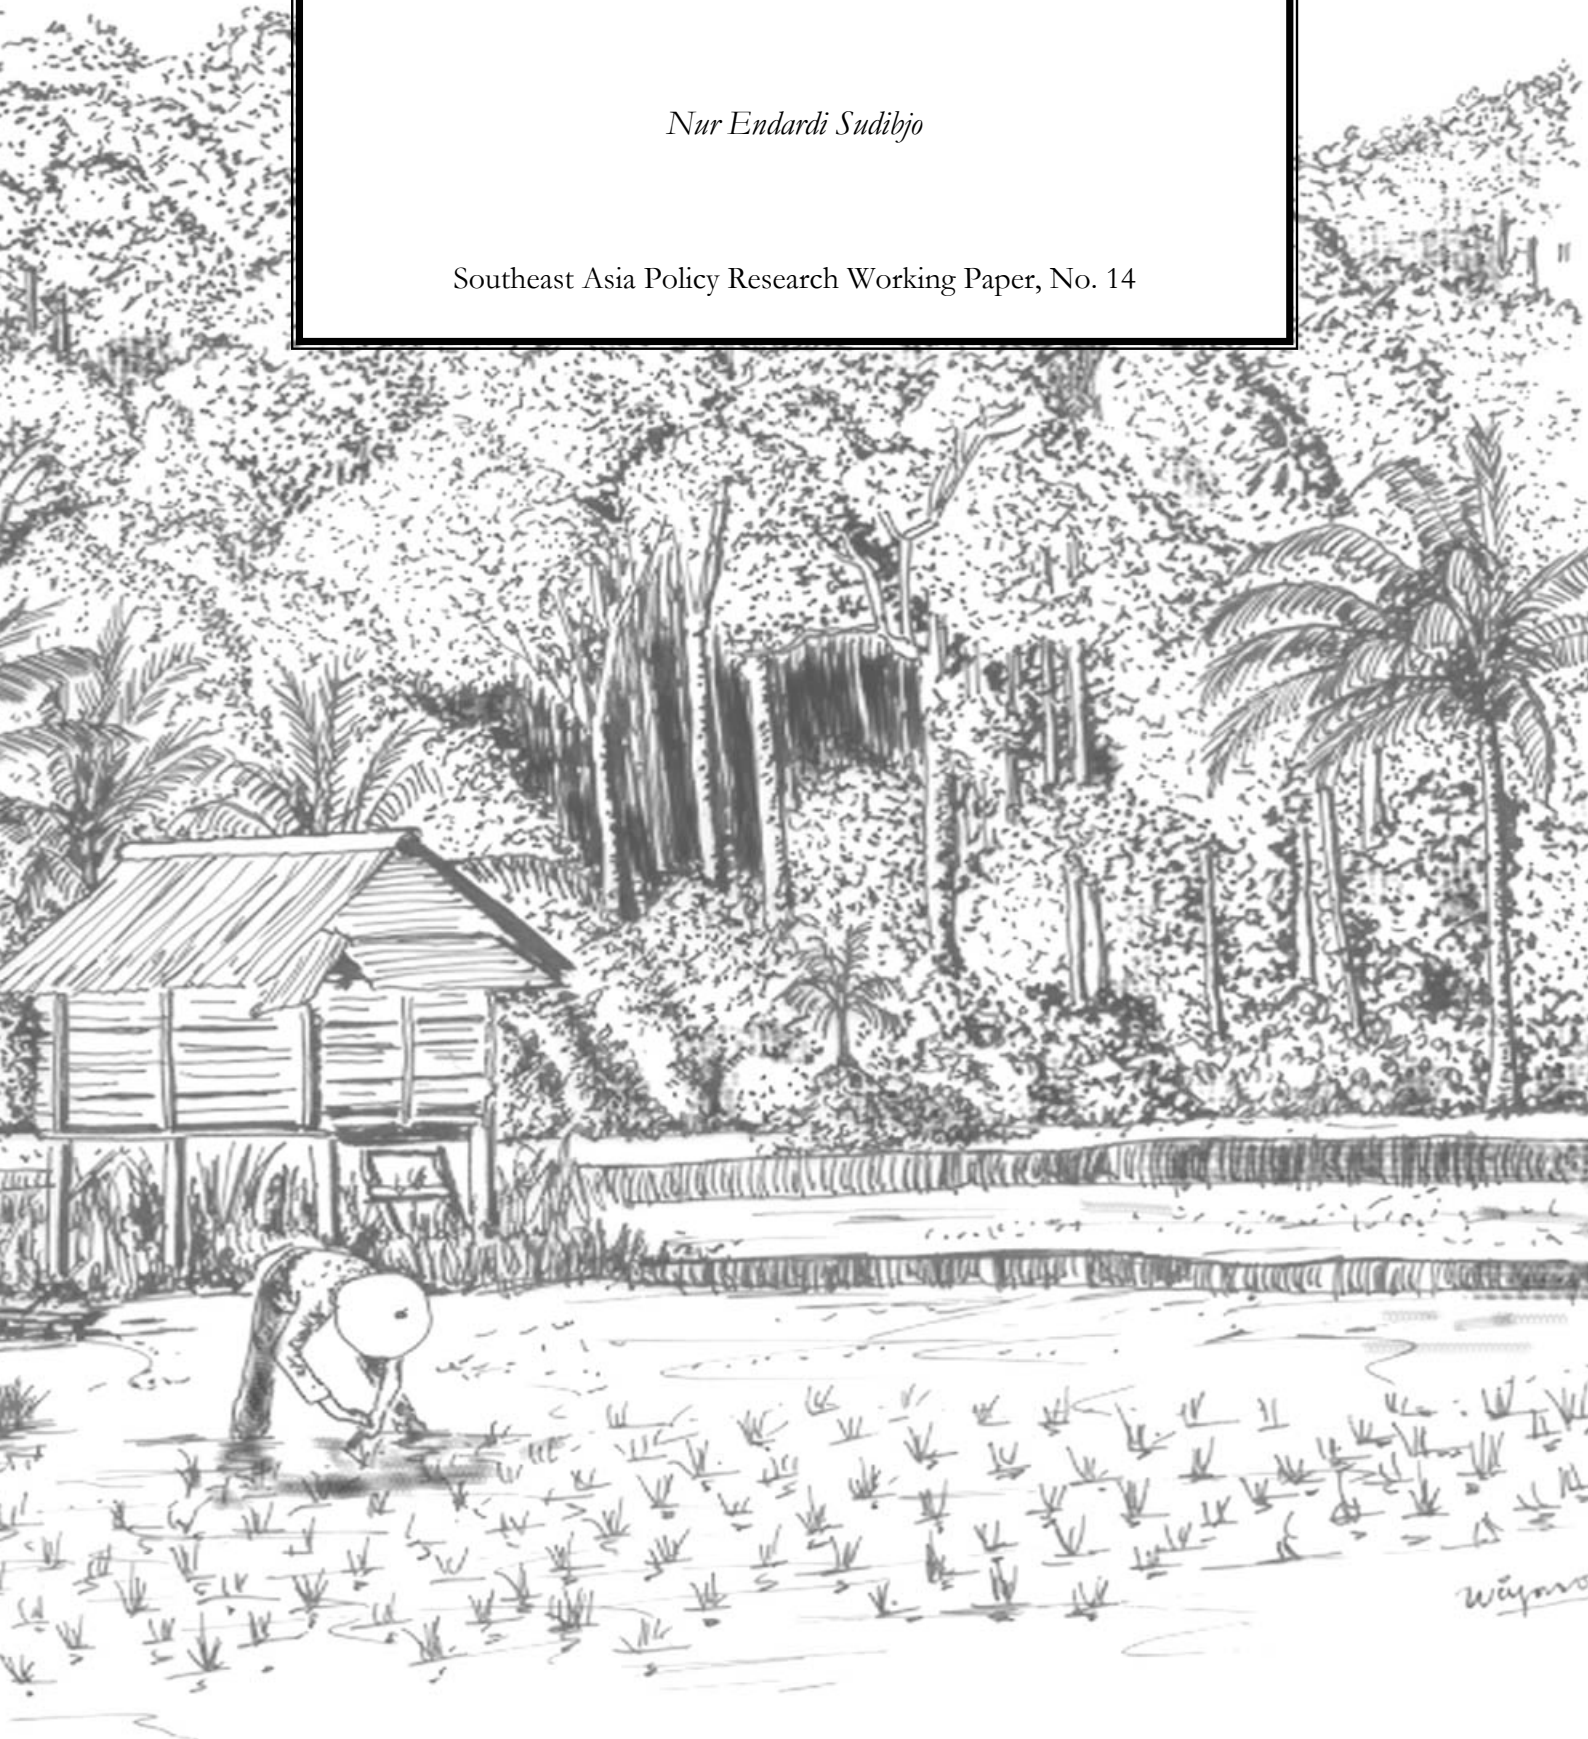 Nur Endardi Sudibjo
Southeast Asia Policy Research Working Paper, No. 14